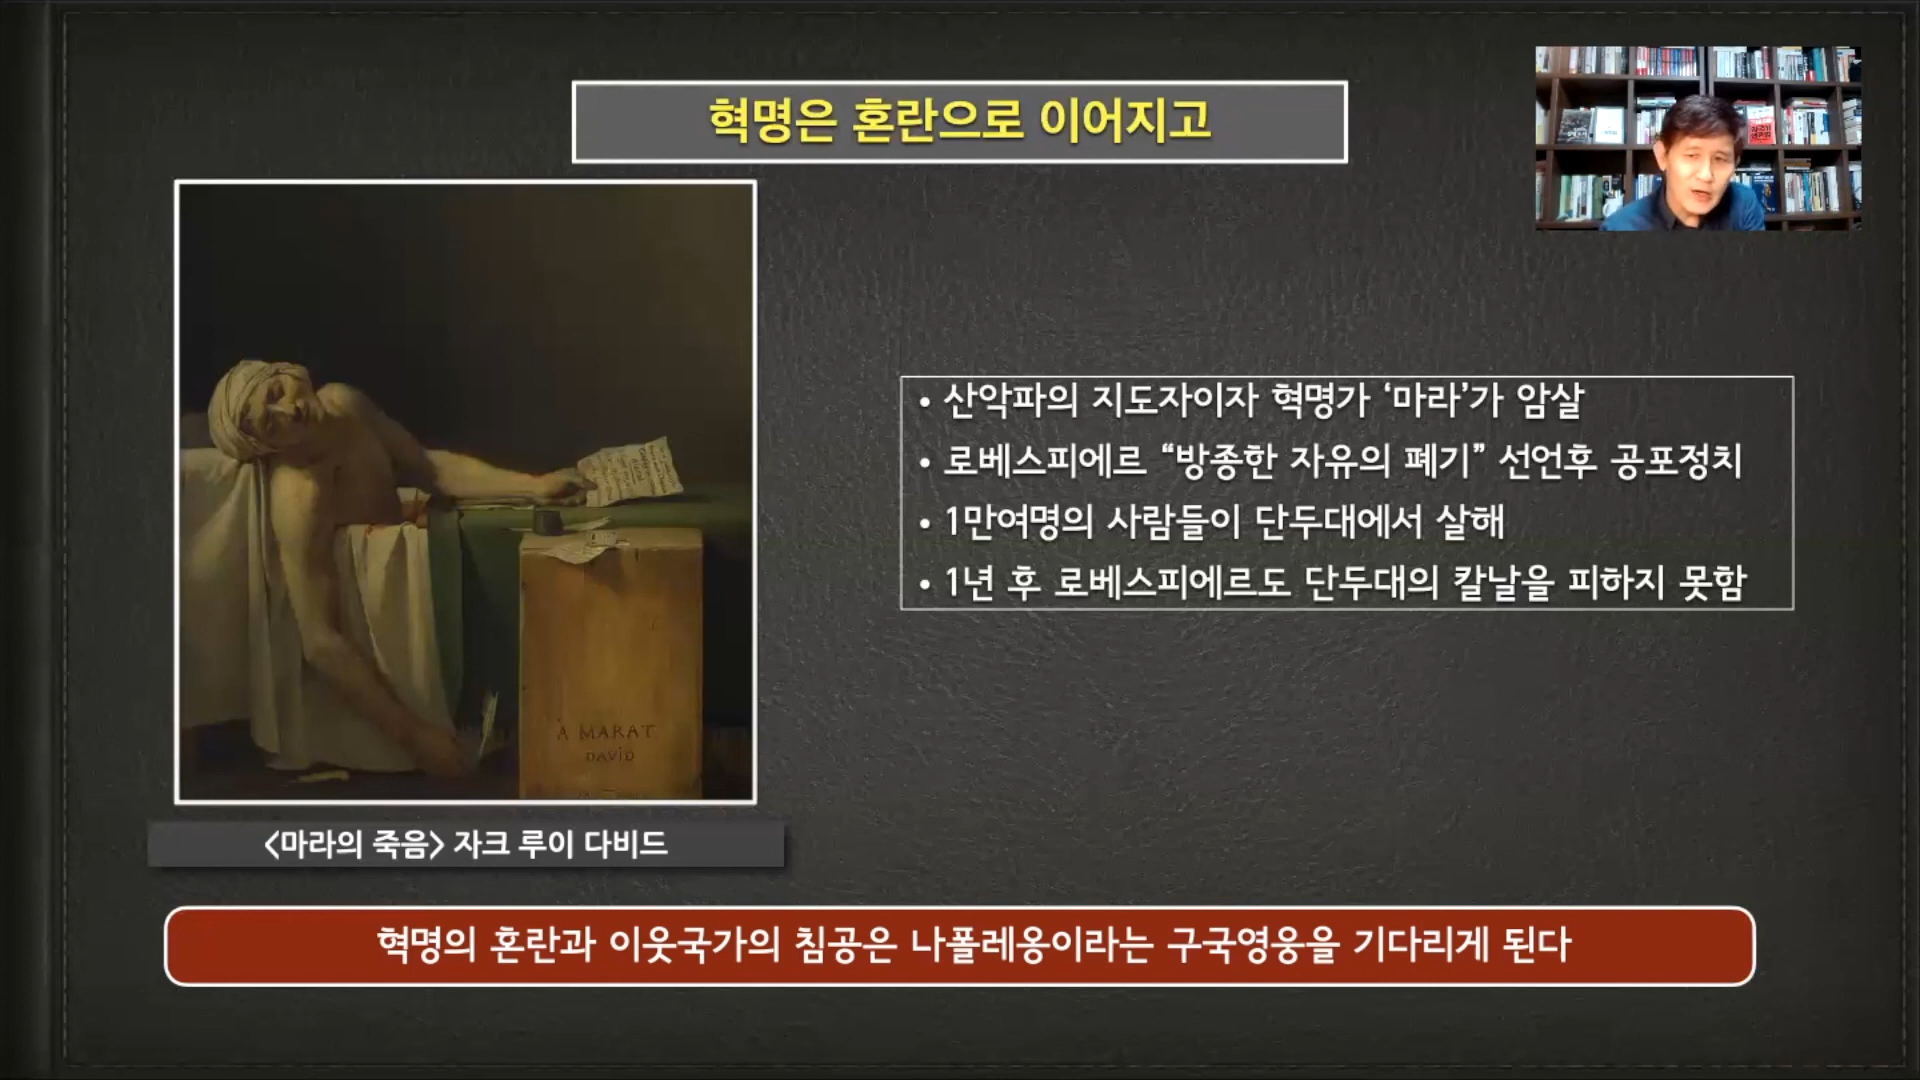 혁명은 혼란으로 이어지고
• 산악파의 지도자이자 혁명가 ‘마라’가 암살
• 로베스피에르 “방종한 자유의 폐기” 선언후 공포정치
• 1만여명의 사람들이 단두대에서 살해
• 1년 후 로베스피에르도 단두대의 칼날을 피하지 못함
À MARAT
DAVID
<마라의 죽음> 자크 루이 다비드
혁명의 혼란과 이웃국가의 침공은 나폴레옹이라는 구국영웅을 기다리게 된다